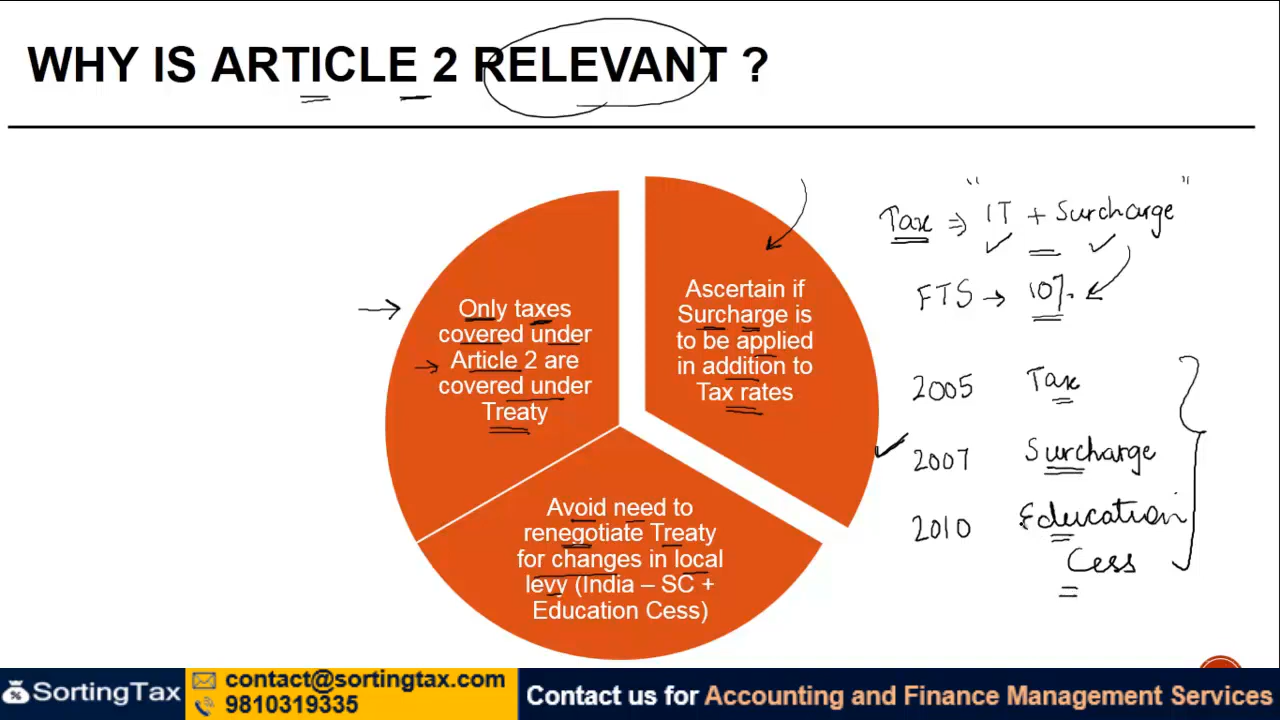 WHY IS ARTICLE 2 RELEVANT ?
Only taxes
covered under
Article 2 are
covered under
Treaty
Ascertain if
Surcharge is
to be applied
in addition to
Tax rates
Avoid need to
renegotiate Treaty
for changes in local
levy (India – SC +
Education Cess)
Tax ⇒ "IT + Surcharge"
FTS → 10%.
2005 Tax
2007 Surcharge
2010 Education
Cess
SortingTax
contact@sortingtax.com
9810319335
Contact us for Accounting and Finance Management Services